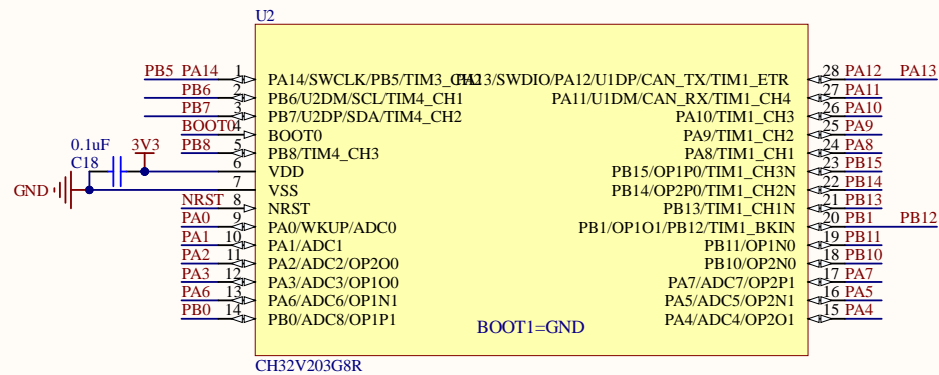 U2
PB5 PA14 1 PA14/SWCLK/PB5/TIM3_CH2 PA13/SWDIO/PA12/U1DP/CAN_TX/TIM1_ETR 28 PA12 PA13
PB6 2 PB6/U2DM/SCL/TIM4_CH1 PA11/U1DM/CAN_RX/TIM1_CH4 27 PA11
PB7 3 PB7/U2DP/SDA/TIM4_CH2 PA10/TIM1_CH3 26 PA10
BOOT0 4 BOOT0 PA9/TIM1_CH2 25 PA9
PB8 5 PB8/TIM4_CH3 PA8/TIM1_CH1 24 PA8
0.1uF 3V3
C18 6 VDD PB15/OP1P0/TIM1_CH3N 23 PB15
GND 7 VSS PB14/OP2P0/TIM1_CH2N 22 PB14
NRST 8 NRST PB13/TIM1_CH1N 21 PB13
PA0 9 PA0/WKUP/ADC0 PB1/OP1O1/PB12/TIM1_BKIN 20 PB1 PB12
PA1 10 PA1/ADC1 PB11/OP1N0 19 PB11
PA2 11 PA2/ADC2/OP2O0 PB10/OP2N0 18 PB10
PA3 12 PA3/ADC3/OP1O0 PA7/ADC7/OP2P1 17 PA7
PA6 13 PA6/ADC6/OP1N1 PA5/ADC5/OP2N1 16 PA5
PB0 14 PB0/ADC8/OP1P1 PA4/ADC4/OP2O1 15 PA4
BOOT1=GND
CH32V203G8R